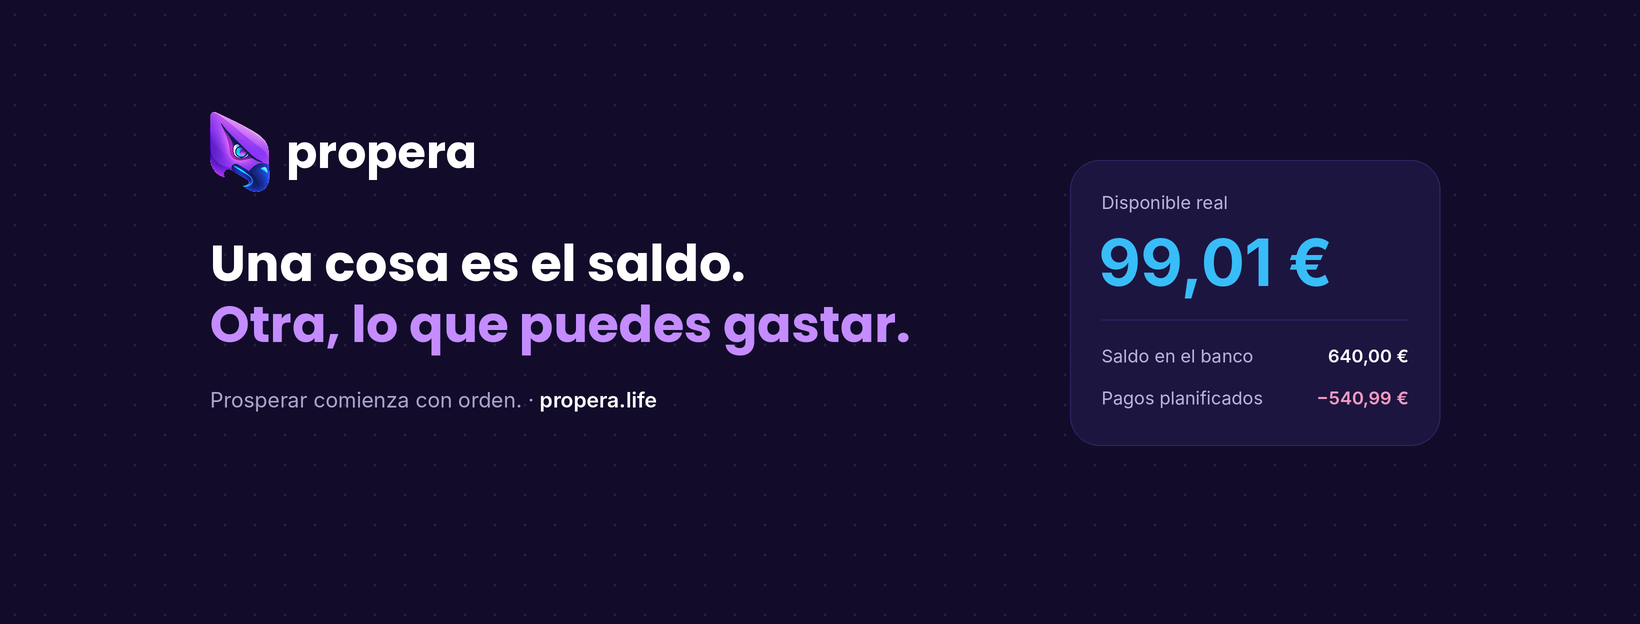 propera
Una cosa es el saldo.
Otra, lo que puedes gastar.
Prosperar comienza con orden. · propera.life
Disponible real
99,01 €
Saldo en el banco 640,00 €
Pagos planificados −540,99 €